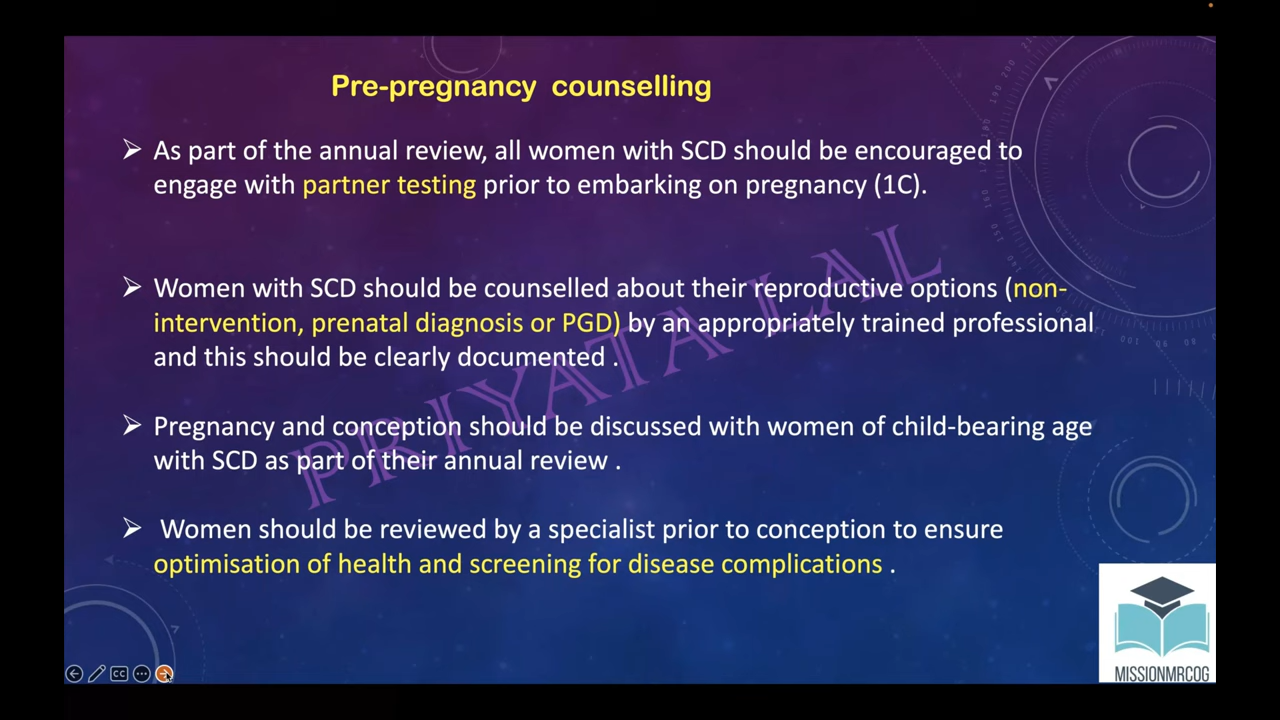 Pre-pregnancy counselling
As part of the annual review, all women with SCD should be encouraged to
engage with partner testing prior to embarking on pregnancy (1C).
Women with SCD should be counselled about their reproductive options (non-
intervention, prenatal diagnosis or PGD) by an appropriately trained professional
and this should be clearly documented .
Pregnancy and conception should be discussed with women of child-bearing age
with SCD as part of their annual review .
Women should be reviewed by a specialist prior to conception to ensure
optimisation of health and screening for disease complications .
PRIYATA LAL
MISSIONMRCOG
CC